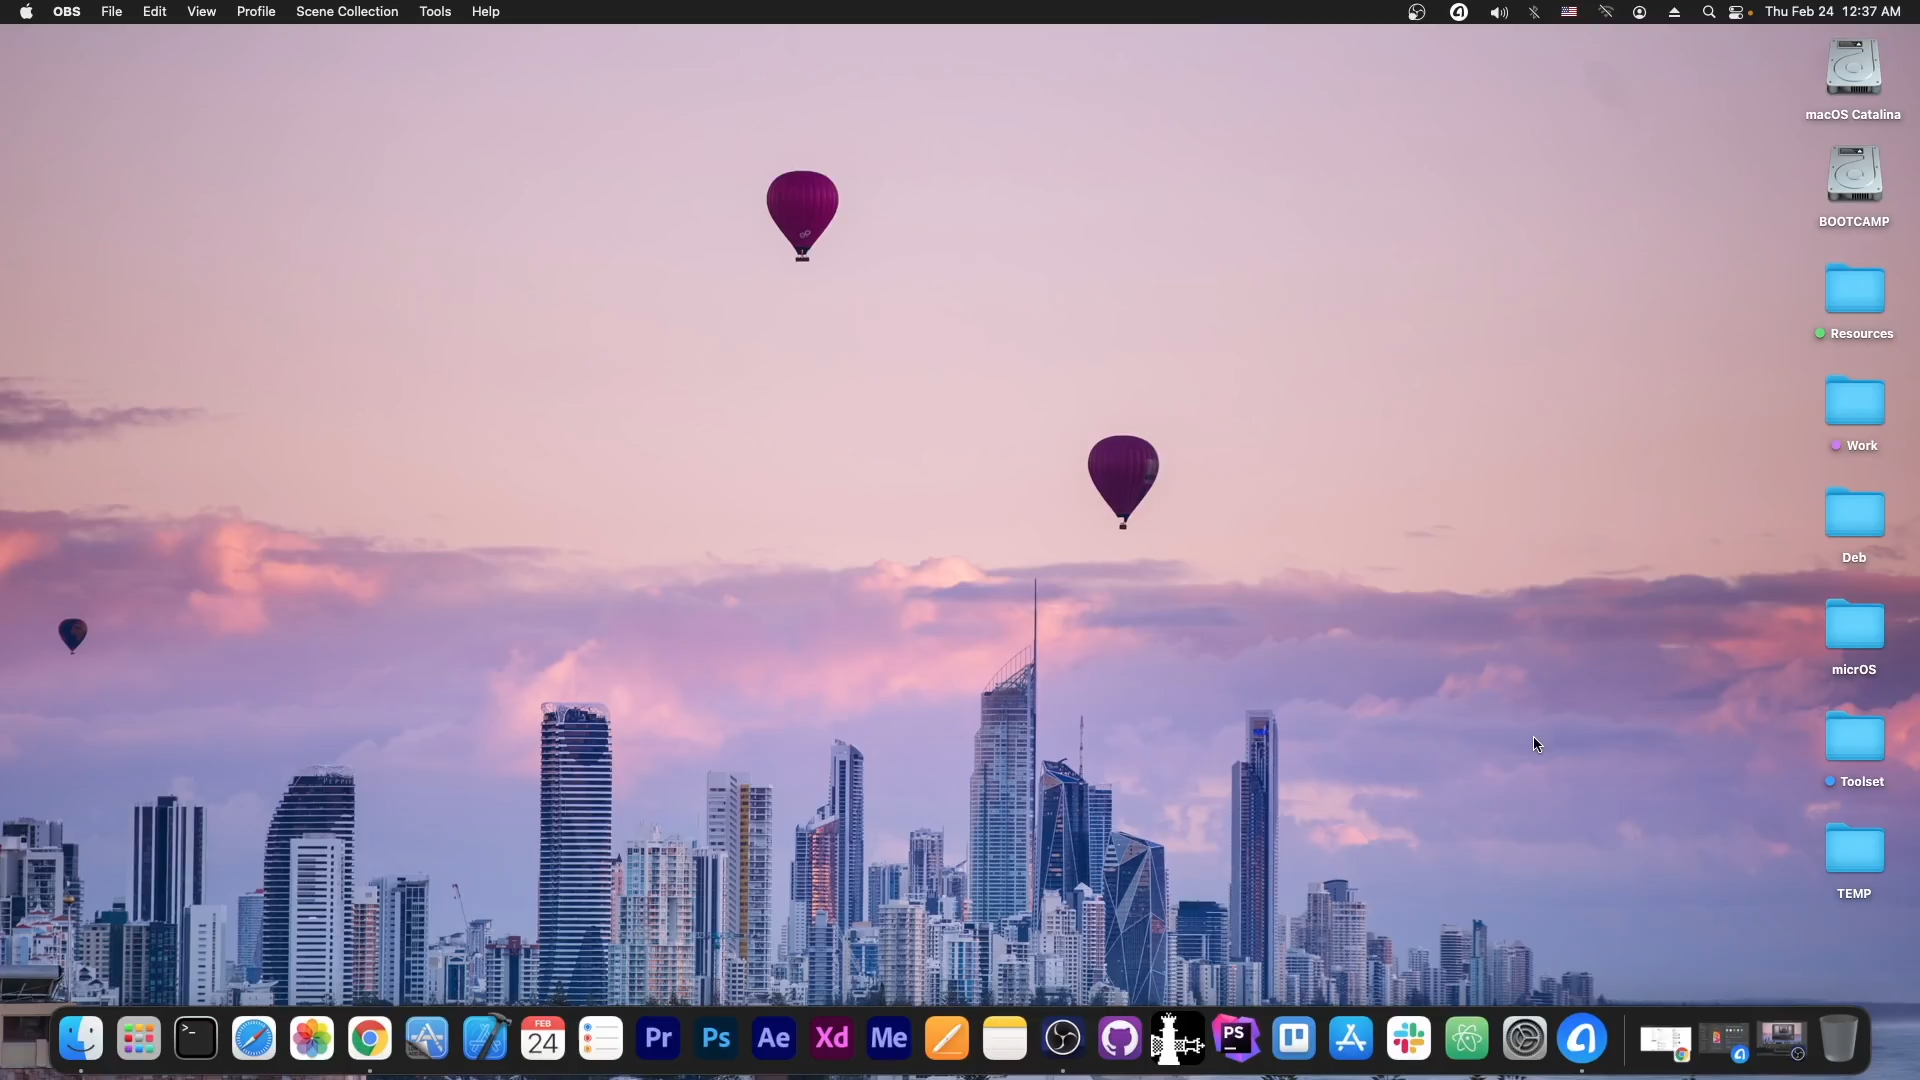 OBS File Edit View Profile Scene Collection Tools Help Thu Feb 24 12:37 AM
macOS Catalina
BOOTCAMP
Resources
Work
Deb
micrOS
Toolset
TEMP
>_ FEB 24 Pr Ps Ae Xd Me PS